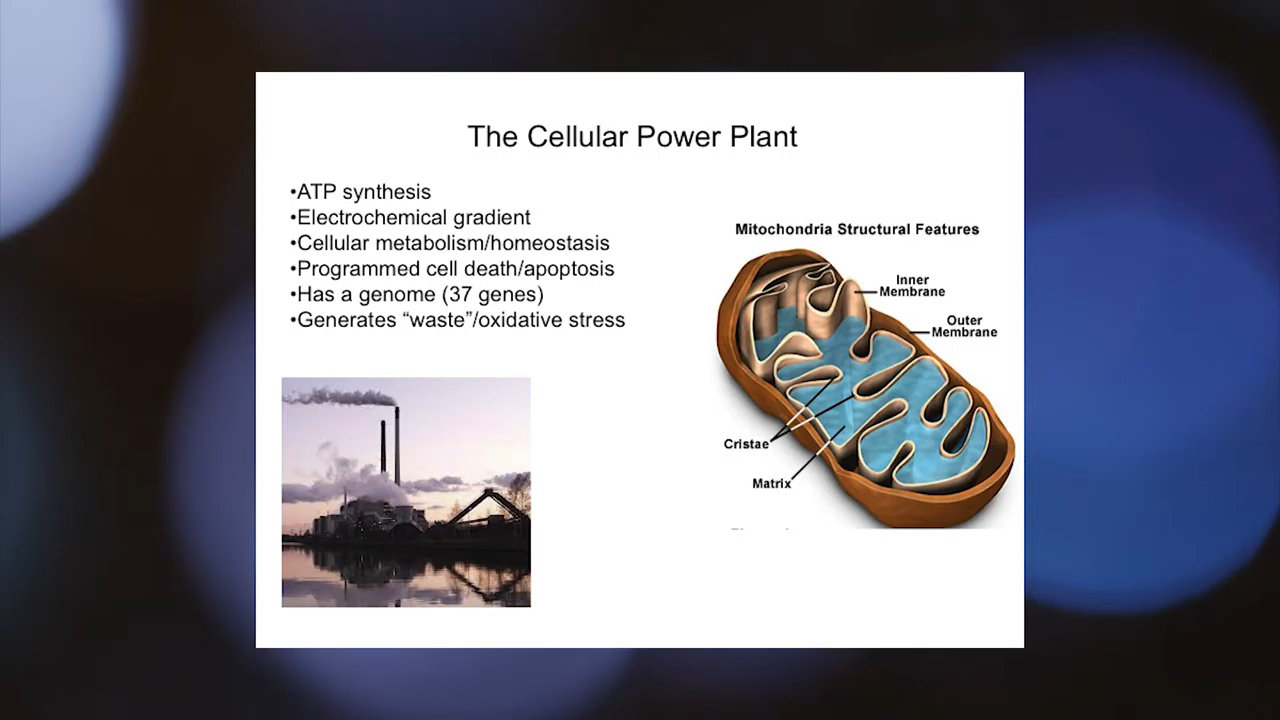 The Cellular Power Plant
•ATP synthesis
•Electrochemical gradient
•Cellular metabolism/homeostasis
•Programmed cell death/apoptosis
•Has a genome (37 genes)
•Generates “waste”/oxidative stress
Mitochondria Structural Features
Inner
Membrane
Outer
Membrane
Cristae
Matrix